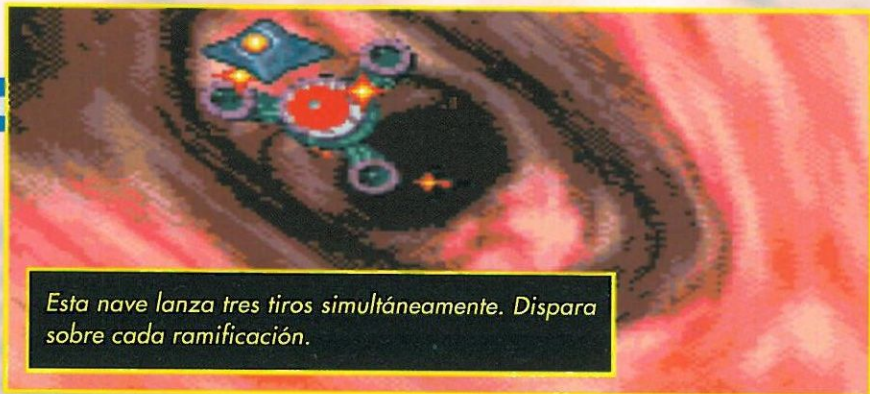 Esta nave lanza tres tiros simultáneamente. Dispara
sobre cada ramificación.